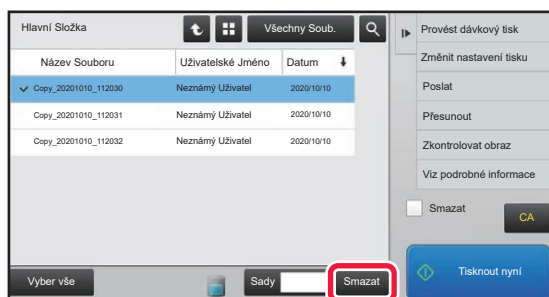 Hlavní Složka
Všechny Soub.
Název Souboru Uživatelské Jméno Datum
Copy_20201010_112030 Neznámý Uživatel 2020/10/10
Copy_20201010_112031 Neznámý Uživatel 2020/10/10
Copy_20201010_112032 Neznámý Uživatel 2020/10/10
Vyber vše
Sady
Smazat
Provést dávkový tisk
Změnit nastavení tisku
Poslat
Přesunout
Zkontrolovat obraz
Viz podrobné informace
Smazat
CA
Tisknout nyní